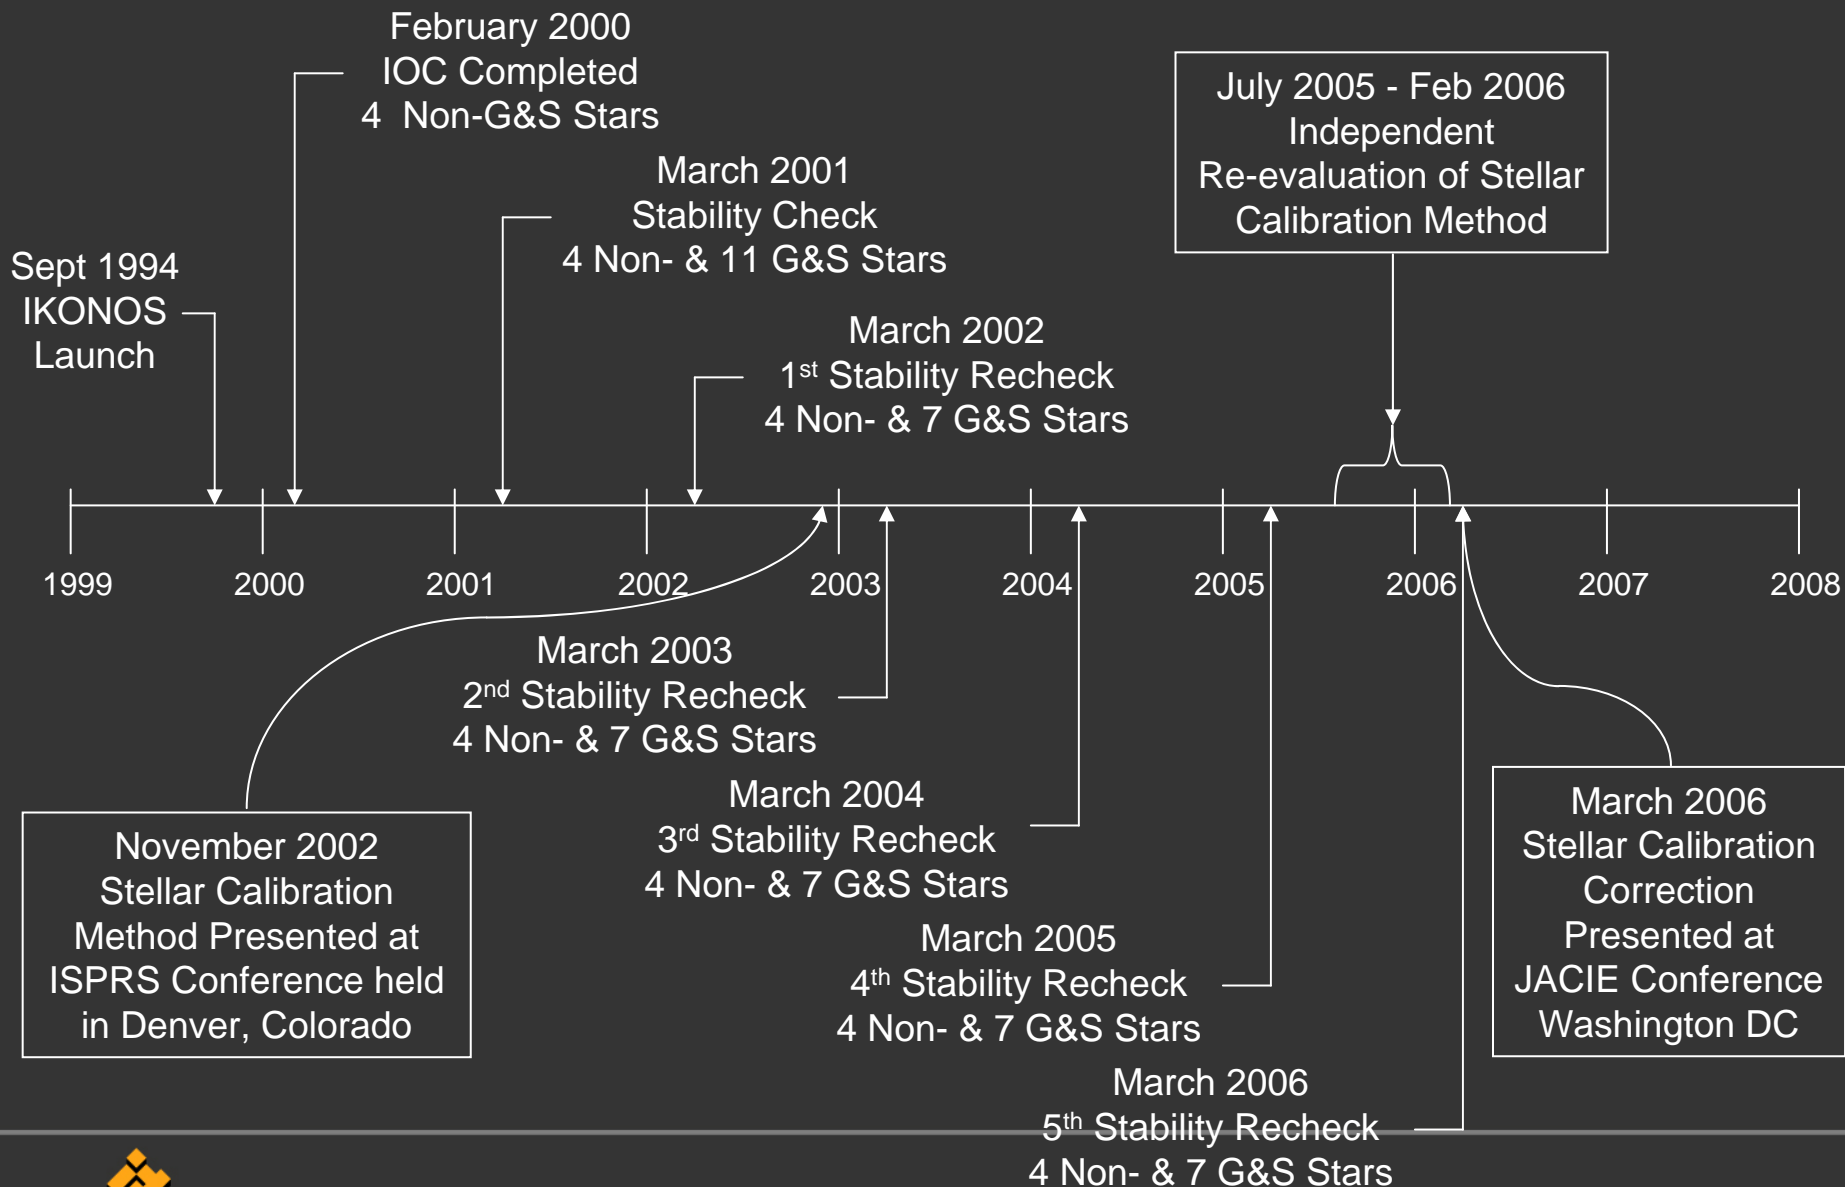 February 2000
IOC Completed
4 Non-G&S Stars
July 2005 - Feb 2006
Independent
Re-evaluation of Stellar
Calibration Method
March 2001
Stability Check
4 Non- & 11 G&S Stars
Sept 1994
IKONOS
Launch
March 2002
1st Stability Recheck
4 Non- & 7 G&S Stars
1999 2000 2001 2002 2003 2004 2005 2006 2007 2008
March 2003
2nd Stability Recheck
4 Non- & 7 G&S Stars
March 2004
3rd Stability Recheck
4 Non- & 7 G&S Stars
November 2002
Stellar Calibration
Method Presented at
ISPRS Conference held
in Denver, Colorado
March 2006
Stellar Calibration
Correction
Presented at
JACIE Conference
Washington DC
March 2005
4th Stability Recheck
4 Non- & 7 G&S Stars
March 2006
5th Stability Recheck
4 Non- & 7 G&S Stars